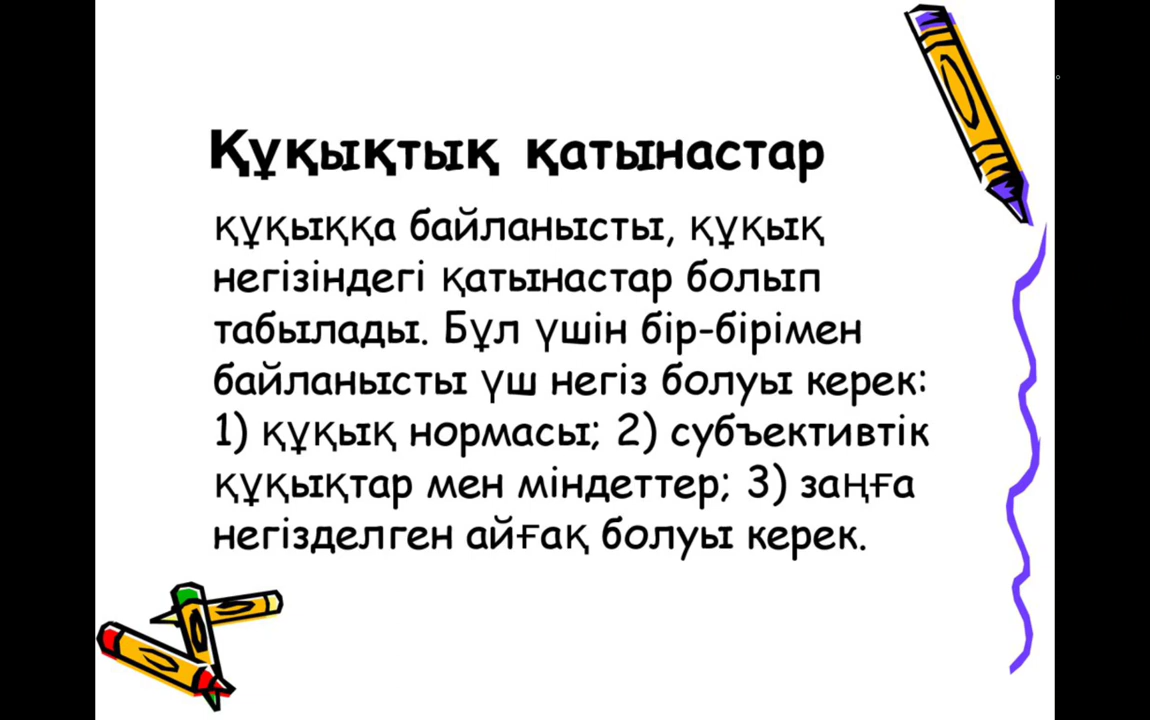 Құқықтық қатынастар
құқыққа байланысты, құқық
негізіндегі қатынастар болып
табылады. Бұл үшін бір-бірімен
байланысты үш негіз болуы керек:
1) құқық нормасы; 2) субъективтік
құқықтар мен міндеттер; 3) заңға
негізделген айғақ болуы керек.